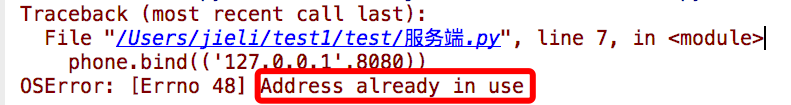 Traceback (most recent call last):
File "/Users/jieli/test1/test/服务端.py", line 7, in <module>
phone.bind(('127.0.0.1',8080))
OSError: [Errno 48] Address already in use